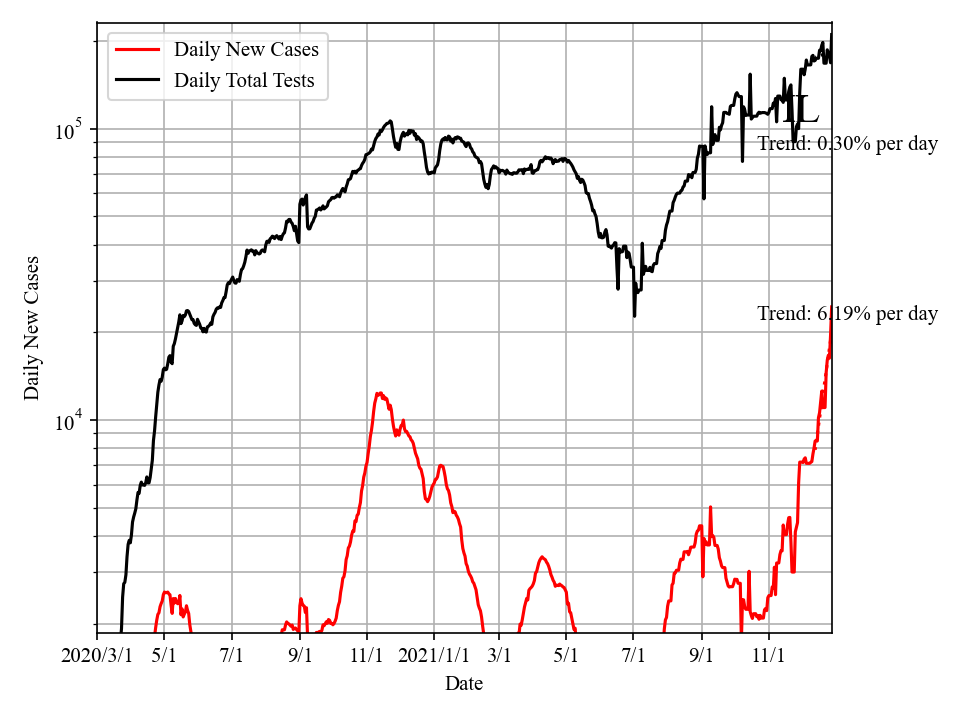 Daily New Cases
Daily Total Tests
IL
10^5
Trend: 0.30% per day
Daily New Cases
Trend: 6.19% per day
10^4
2020/3/1 5/1 7/1 9/1 11/1 2021/1/1 3/1 5/1 7/1 9/1 11/1
Date